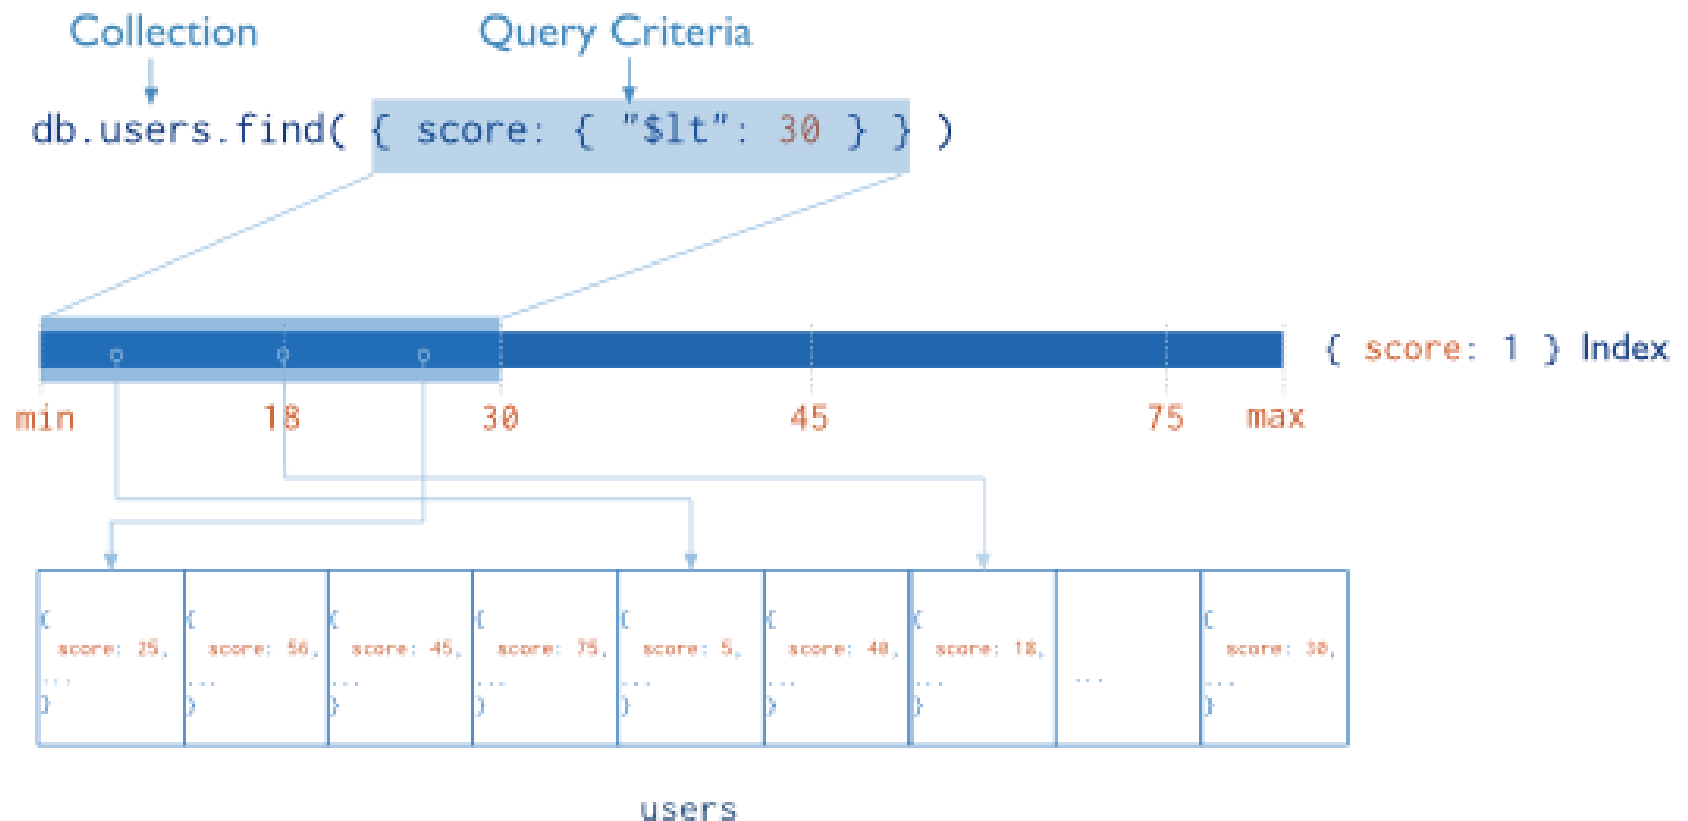 Collection
Query Criteria
db.users.find( { score: { "$lt": 30 } } )
{ score: 1 } Index
min 18 30 45 75 max
{ { { { { { { {
score: 25, score: 56, score: 45, score: 75, score: 5, score: 40, score: 18, score: 30,
... ... ... ... ... ... ... ... ...
} } } } } } } }
users